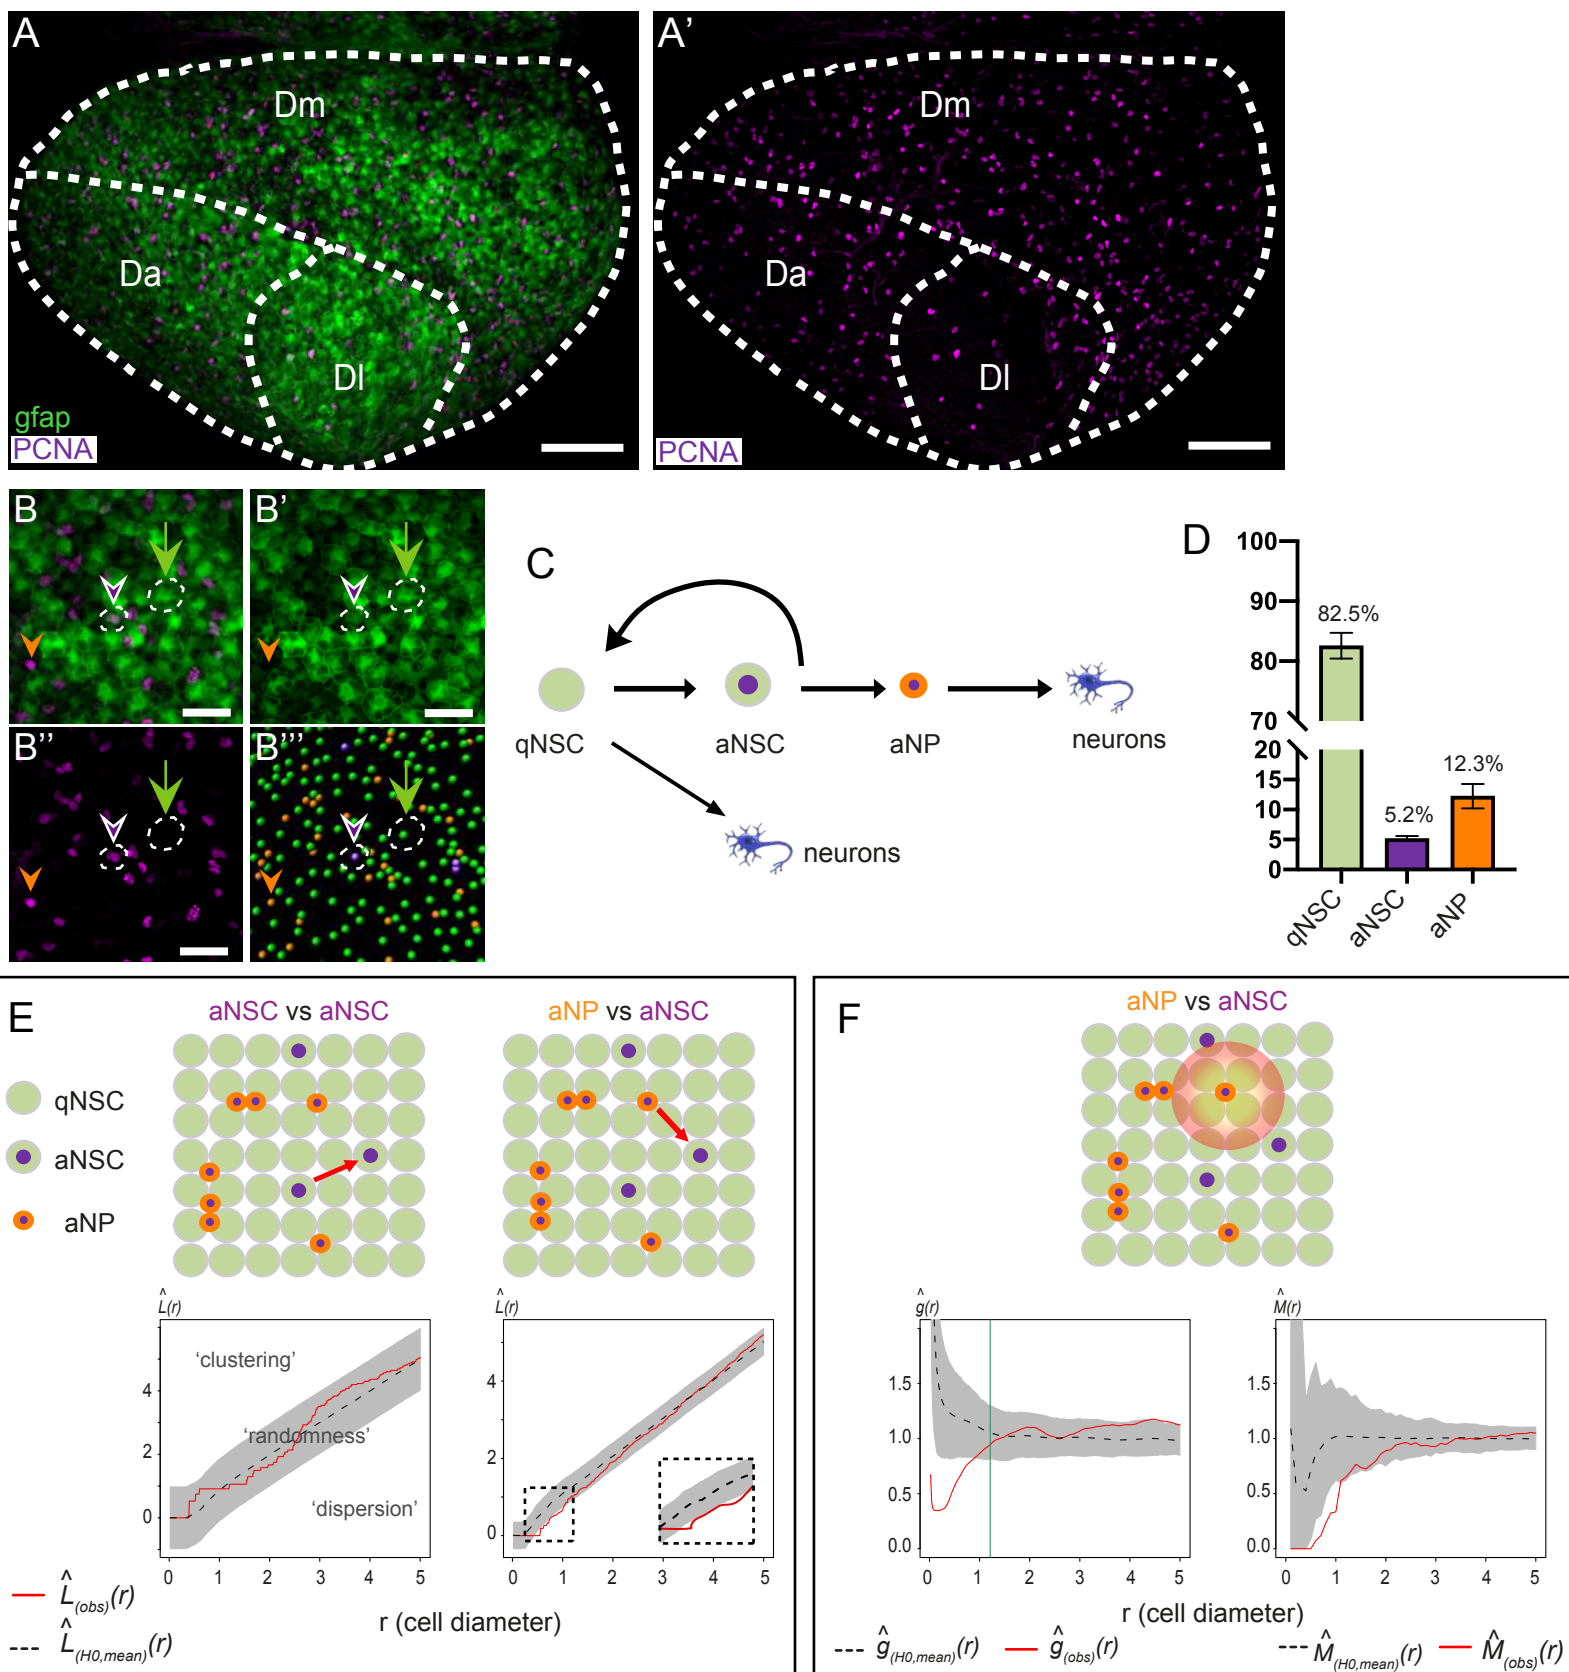 A
Dm
Da
Dl
gfap
PCNA
A'
Dm
Da
Dl
PCNA
B
B'
B''
B'''
C
qNSC
aNSC
aNP
neurons
neurons
D
100
90
80
70
20
15
10
5
0
82.5%
5.2%
12.3%
qNSC
aNSC
aNP
E
aNSC vs aNSC
aNP vs aNSC
qNSC
aNSC
aNP
^
L(r)
'clustering'
'randomness'
'dispersion'
4
2
0
0 1 2 3 4 5
^
L(r)
4
2
0
0 1 2 3 4 5
r (cell diameter)
^
L(obs)(r)
^
L(H0,mean)(r)
F
aNP vs aNSC
^
g(r)
1.5
1.0
0.5
0.0
0 1 2 3 4 5
^
M(r)
1.5
1.0
0.5
0.0
0 1 2 3 4 5
r (cell diameter)
^
g(H0,mean)(r)
^
g(obs)(r)
^
M(H0,mean)(r)
^
M(obs)(r)